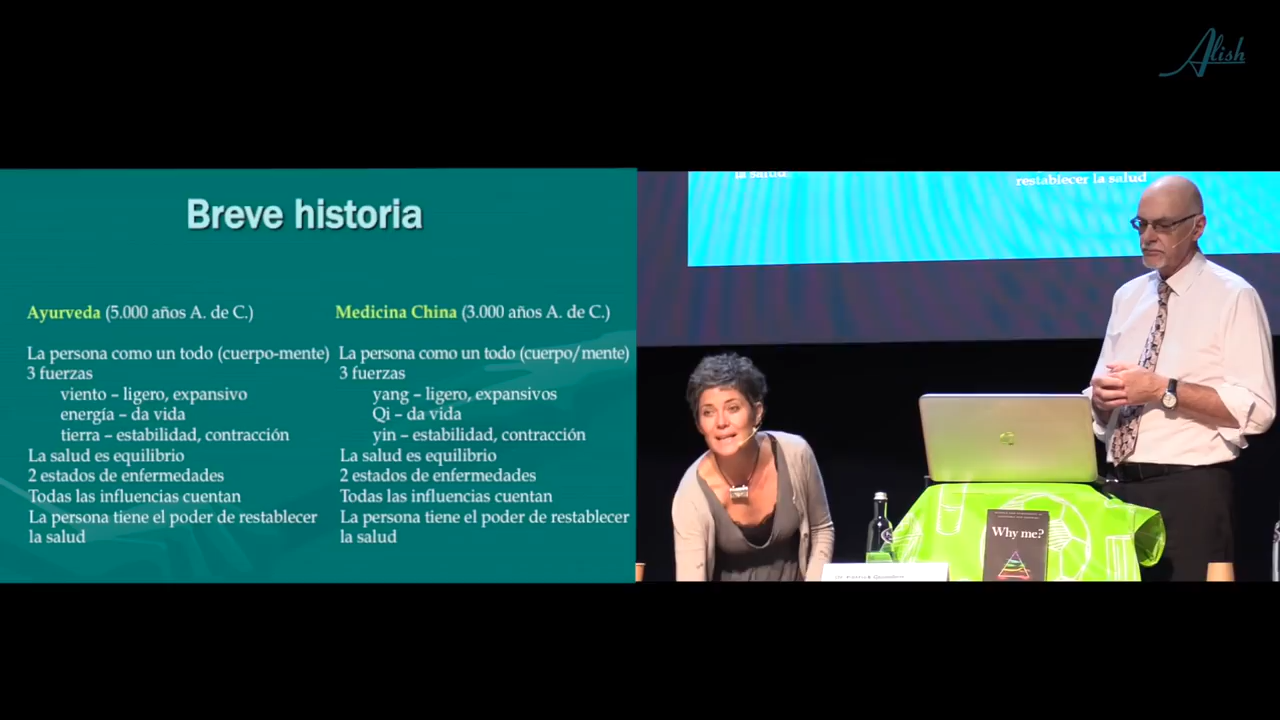 Alish
Breve historia
Ayurveda (5.000 años A. de C.)
La persona como un todo (cuerpo-mente)
3 fuerzas
viento – ligero, expansivo
energía – da vida
tierra – estabilidad, contracción
La salud es equilibrio
2 estados de enfermedades
Todas las influencias cuentan
La persona tiene el poder de restablecer
la salud
Medicina China (3.000 años A. de C.)
La persona como un todo (cuerpo/mente)
3 fuerzas
yang – ligero, expansivos
Qi – da vida
yin – estabilidad, contracción
La salud es equilibrio
2 estados de enfermedades
Todas las influencias cuentan
La persona tiene el poder de restablecer
la salud
la salud
restablecer la salud
Why me?